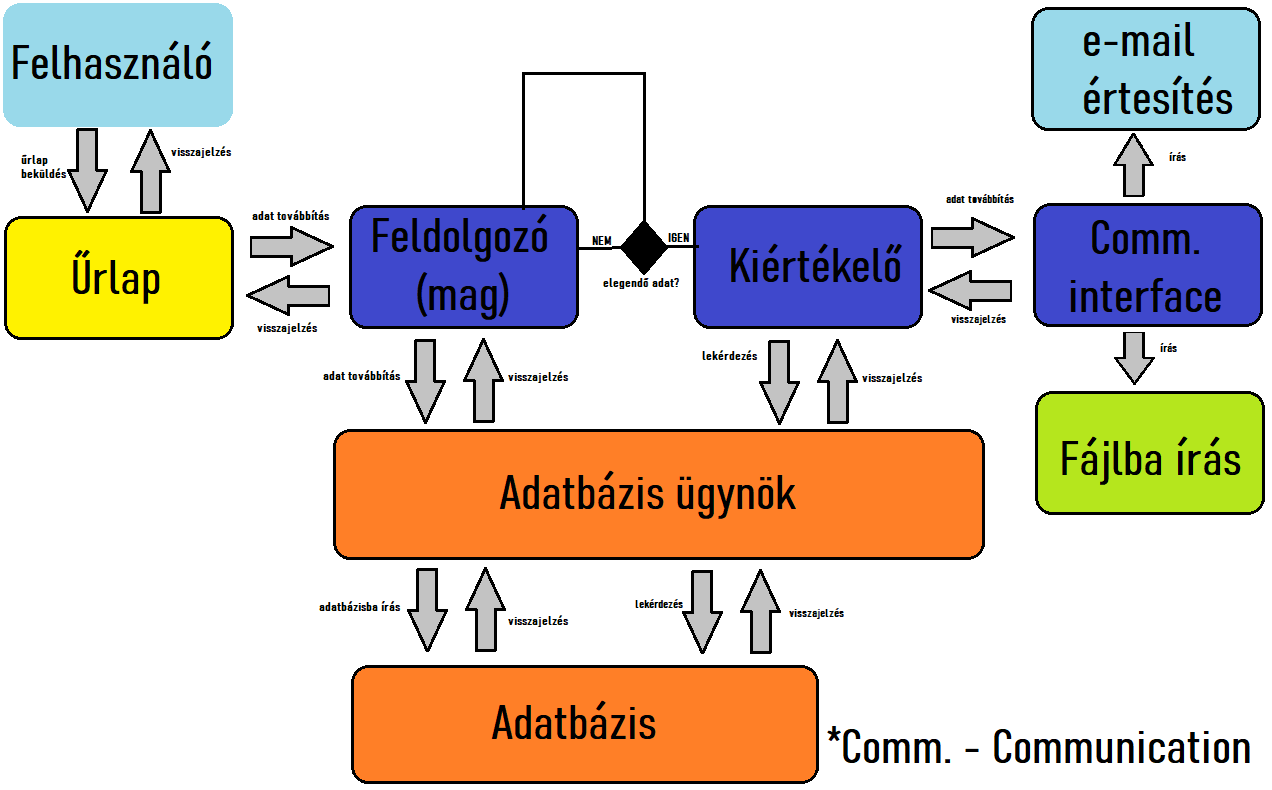 Felhasználó
e-mail
értesítés
űrlap
beküldés
visszajelzés
írás
Űrlap
adat továbbítás
visszajelzés
Feldolgozó
(mag)
NEM
IGEN
elegendő adat?
Kiértékelő
adat továbbítás
visszajelzés
Comm.
interface
adat továbbítás
visszajelzés
lekérdezés
visszajelzés
írás
Fájlba írás
Adatbázis ügynök
adatbázisba írás
visszajelzés
lekérdezés
visszajelzés
Adatbázis
*Comm. - Communication